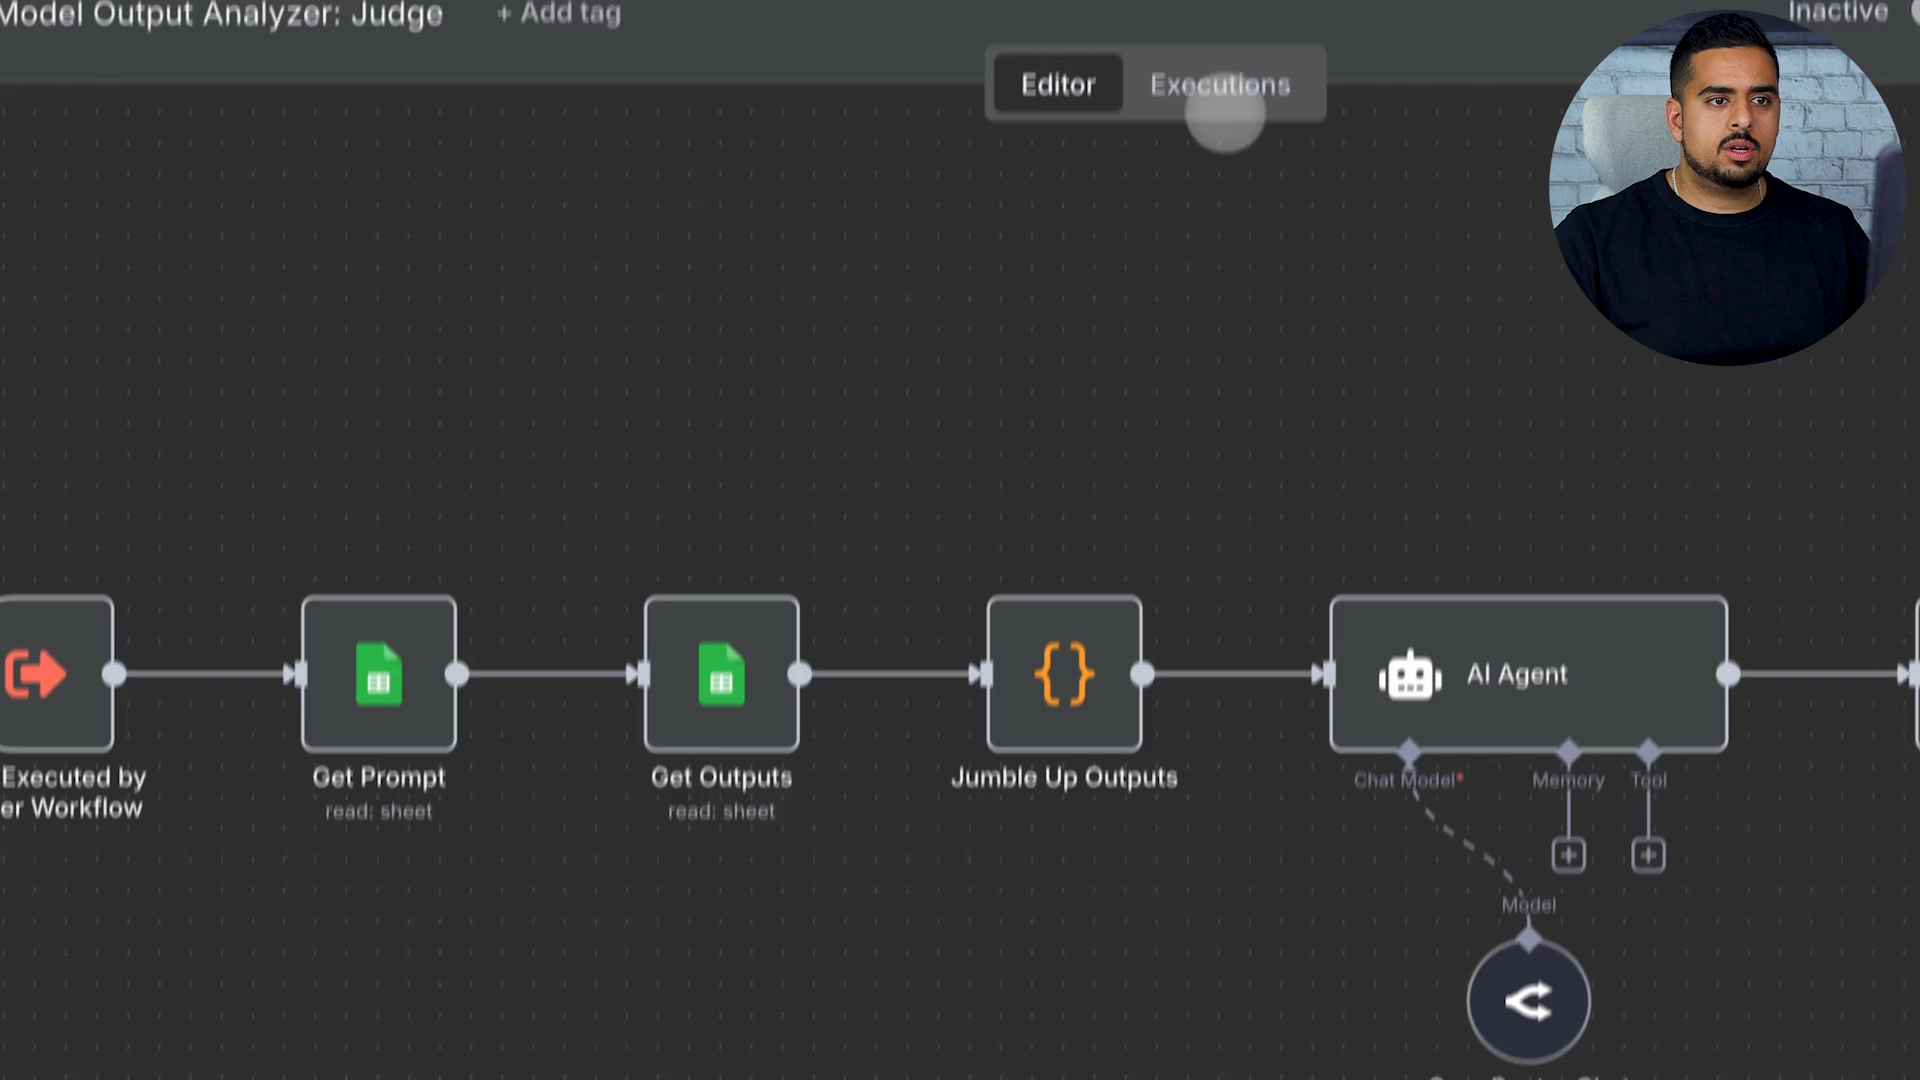 Model Output Analyzer: Judge
+ Add tag
Inactive
Editor
Executions
AI Agent
Executed by
er Workflow
Get Prompt
read: sheet
Get Outputs
read: sheet
Jumble Up Outputs
Chat Model*
Memory
Tool
Model